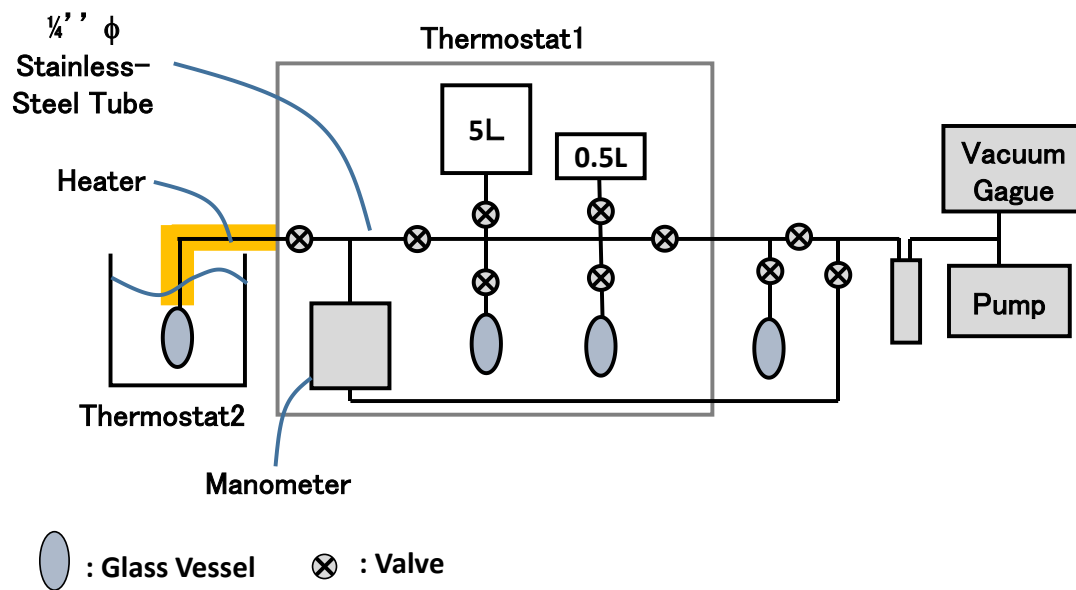 ¼'' ϕ
Stainless-
Steel Tube
Thermostat1
5L
0.5L
Vacuum
Gague
Heater
Pump
Thermostat2
Manometer
: Glass Vessel
: Valve